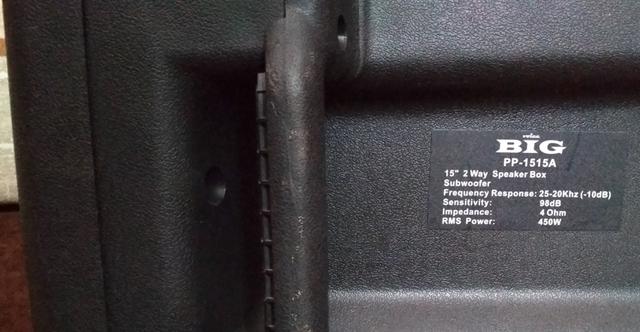 BIG
PP-1515A
15" 2 Way Speaker Box
Subwoofer
Frequency Response: 25-20Khz (-10dB)
Sensitivity: 98dB
Impedance: 4 Ohm
RMS Power: 450W